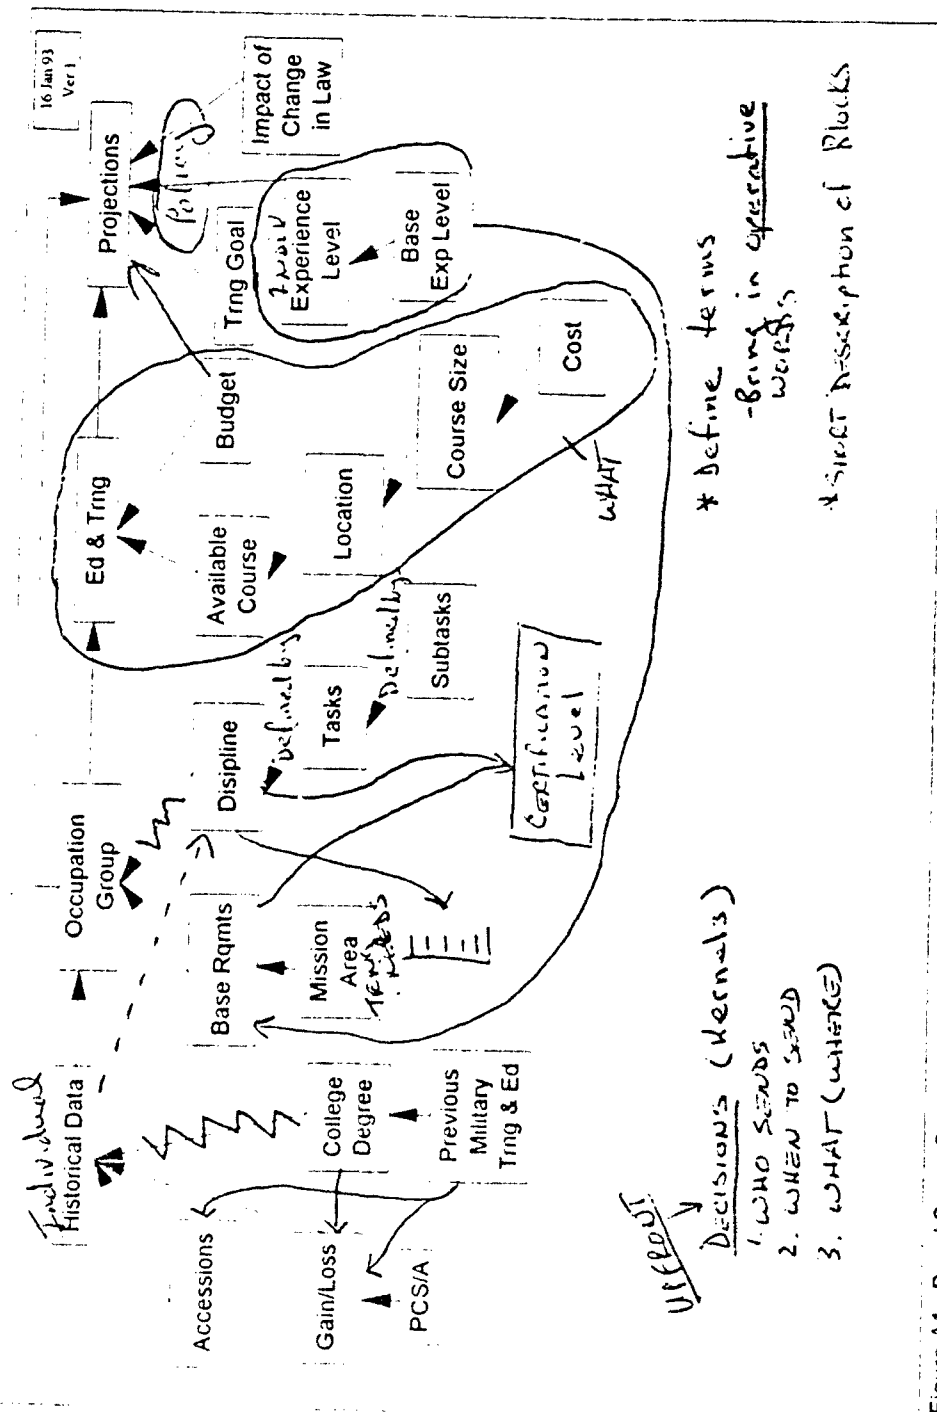 16 Jan 93
Ver 1
Individual
Historical Data
Occupation
Group
Ed & Trng
Projections
Policy
Impact of
Change
in Law
Accessions
Base Rqmts
Disipline
Available
Course
Budget
Trng Goal
Gain/Loss
College
Degree
Mission
Area
Defined by
Tasks
Location
Indiv
Experience
Level
PCS/A
Previous
Military
Trng & Ed
Defined by
Subtasks
Course Size
Base
Exp Level
Certification
Level
Cost
WHAT
UPFRONT
Decisions (Kernels)
1. WHO SENDS
2. WHEN TO SEND
3. WHAT (WHERE)
* Define terms
-Bring in operative
words
* SHORT Description of Blocks